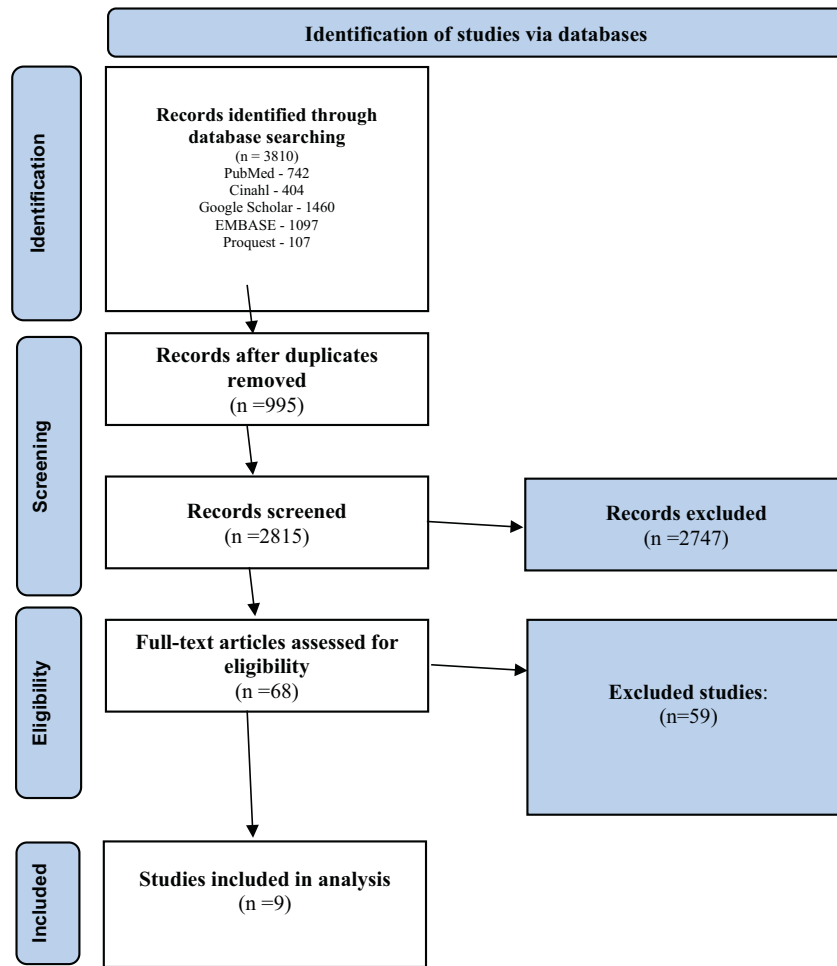 Identification of studies via databases
Identification
Records identified through
database searching
(n = 3810)
PubMed - 742
Cinahl - 404
Google Scholar - 1460
EMBASE - 1097
Proquest - 107
Screening
Records after duplicates
removed
(n =995)
Records screened
(n =2815)
Records excluded
(n =2747)
Eligibility
Full-text articles assessed for
eligibility
(n =68)
Excluded studies:
(n=59)
Included
Studies included in analysis
(n =9)